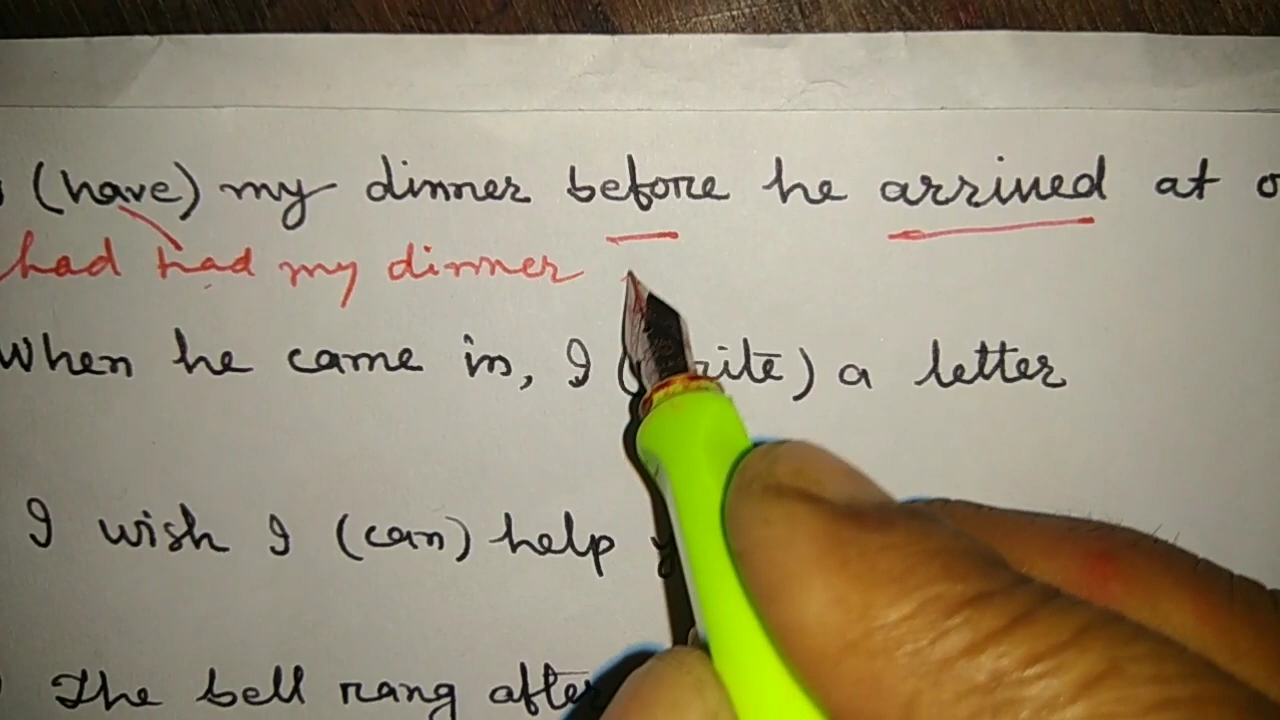 (have) my dinner before he arrived at
had had my dinner
When he came in, I a letter
I wish I (can) help
The bell rang after